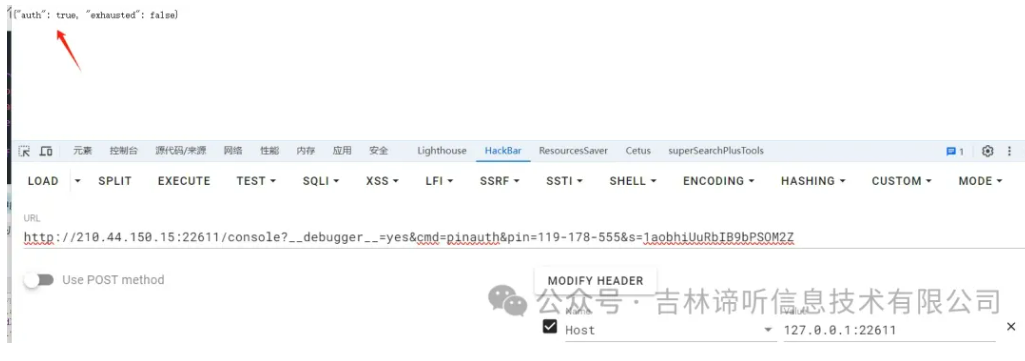 {"auth": true, "exhausted": false}
元素 控制台 源代码/来源 网络 性能 内存 应用 安全 Lighthouse HackBar ResourcesSaver Cetus superSearchPlusTools 1
LOAD SPLIT EXECUTE TEST SQLI XSS LFI SSRF SSTI SHELL ENCODING HASHING CUSTOM MODE
URL
http://210.44.150.15:22611/console?__debugger__=yes&cmd=pinauth&pin=119-178-555&s=1aobhiUuRbIB9bPSOM2Z
Use POST method
MODIFY HEADER
公众号·吉林谛听信息技术有限公司
Name Value
Host 127.0.0.1:22611